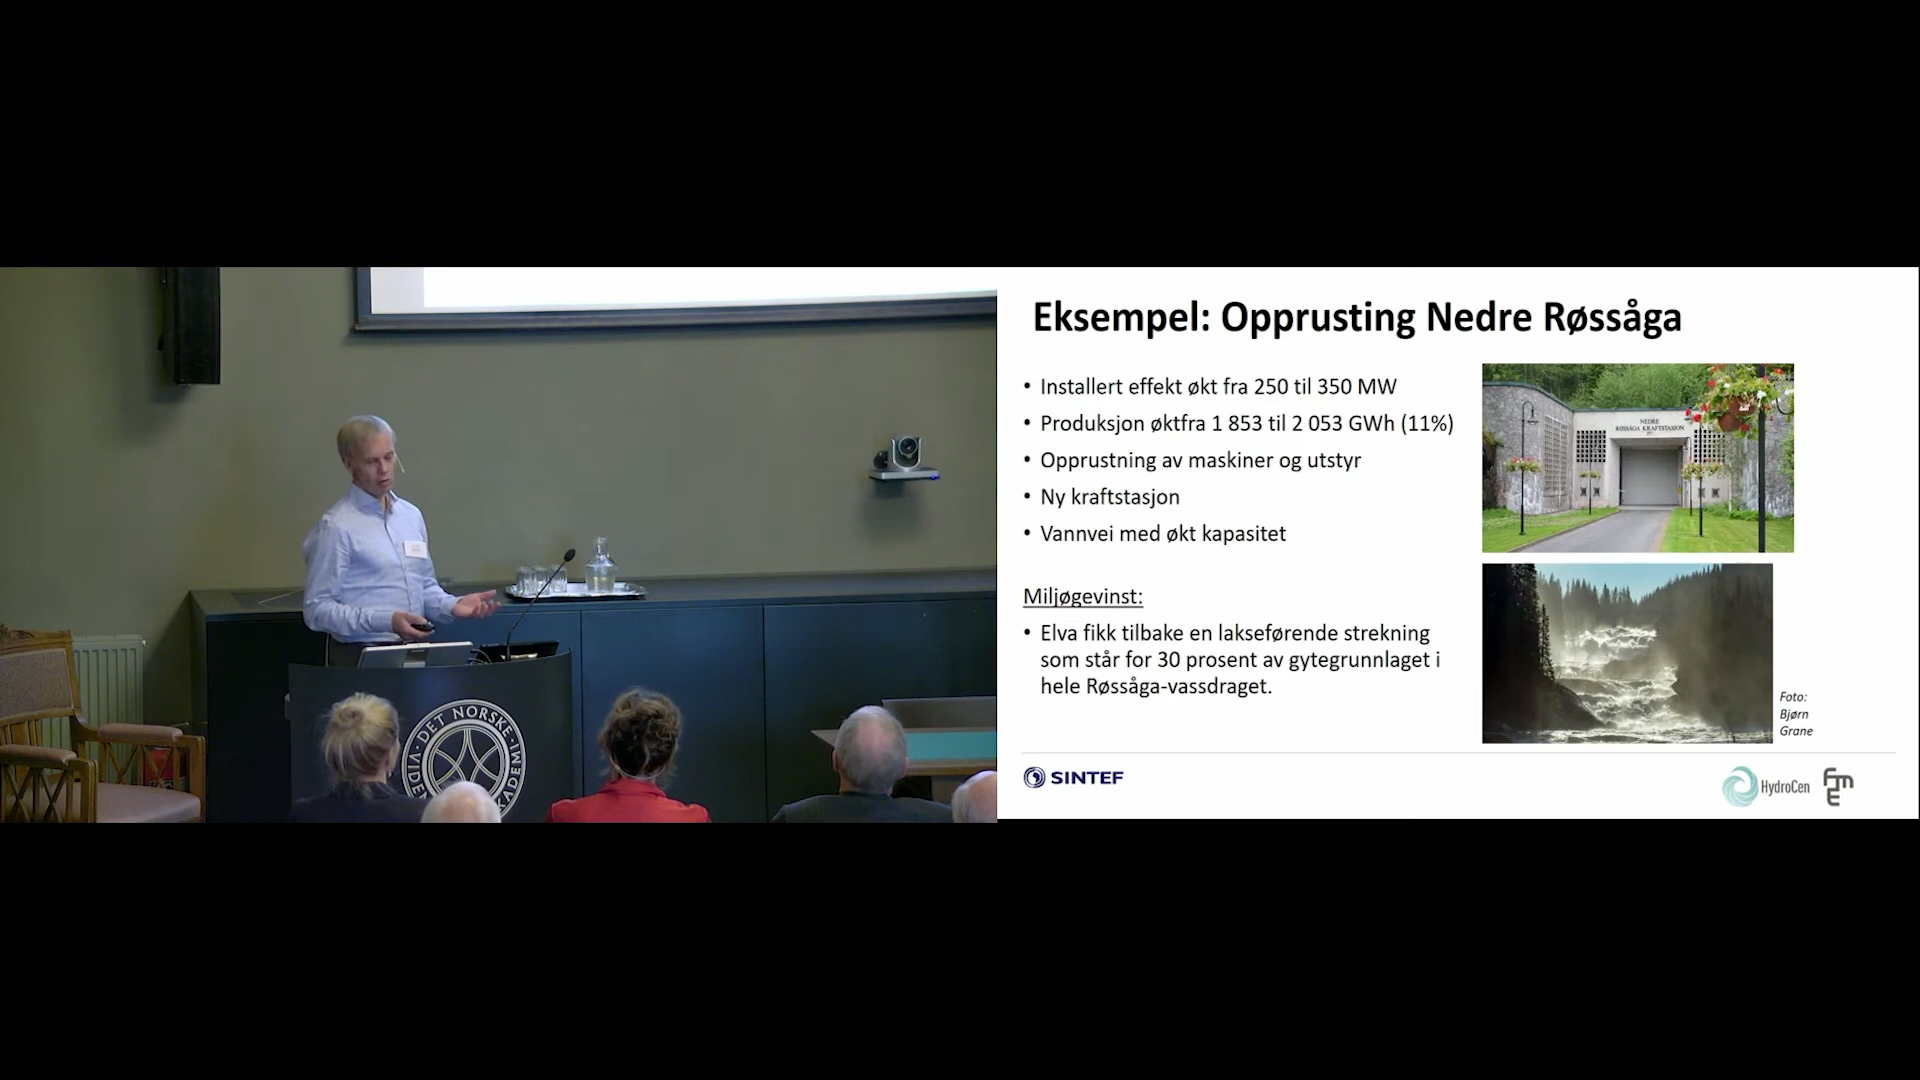 Eksempel: Opprusting Nedre Røssåga
• Installert effekt økt fra 250 til 350 MW
• Produksjon øktfra 1 853 til 2 053 GWh (11%)
• Opprustning av maskiner og utstyr
• Ny kraftstasjon
• Vannvei med økt kapasitet
Miljøgevinst:
• Elva fikk tilbake en lakseførende strekning
som står for 30 prosent av gytegrunnlaget i
hele Røssåga-vassdraget.
NEDRE
RØSSÅGA KRAFTSTASJON
Foto:
Bjørn
Grane
SINTEF
HydroCen
FME
DET NORSKE